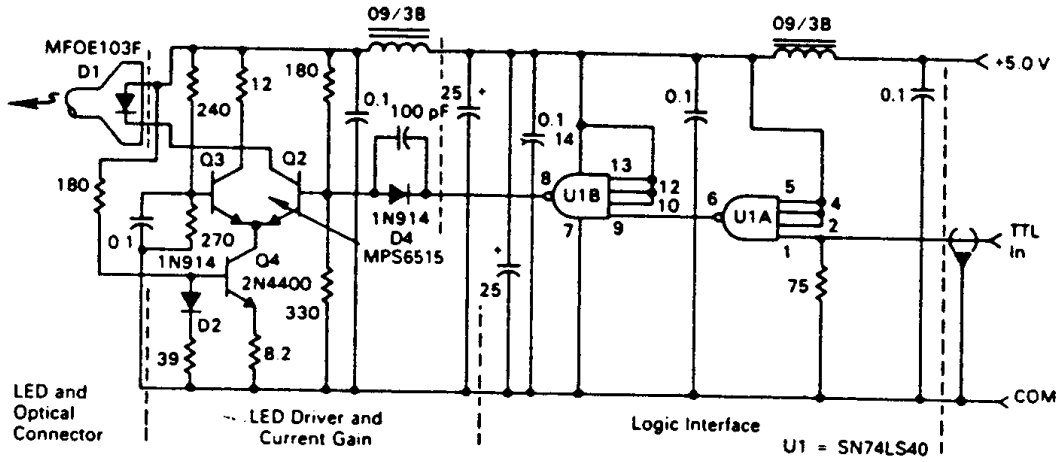 09/3B
09/3B
MFOE103F
D1
+5.0 V
180
12
240
0.1
100 pF
25 +
0.1
14
0.1
0.1
Q3
Q2
180
13
12
10
8
U1B
7
9
6
U1A
5
4
2
1
1N914
D4
MPS6515
TTL
In
0.1
270
1N914
Q4
2N4400
330
+
25
75
D2
39
8.2
COM
LED and
Optical
Connector
LED Driver and
Current Gain
Logic Interface
U1 = SN74LS40